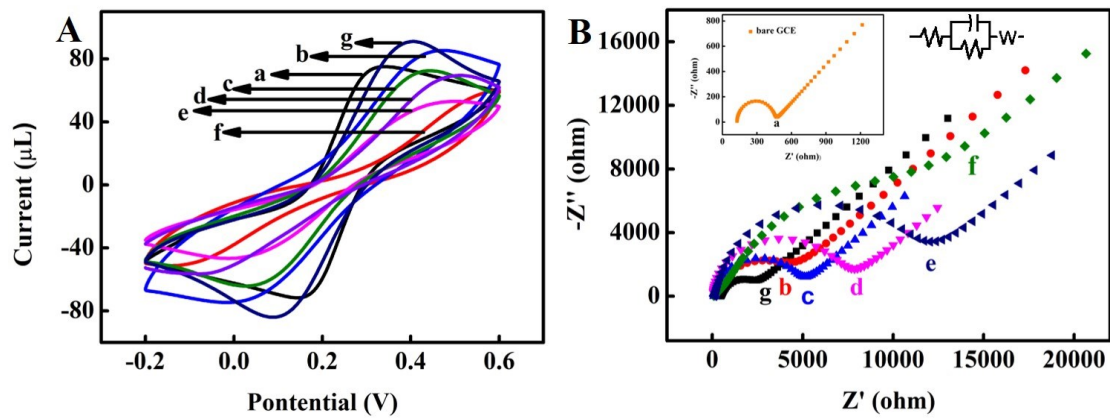 A
80
40
0
-40
-80
-0.2
0.0
0.2
0.4
0.6
Current (μL)
Pontential (V)
g
b
a
c
d
e
f
B
16000
12000
8000
4000
0
0
5000
10000
15000
20000
-Z'' (ohm)
Z' (ohm)
g
b
c
d
e
f
W
bare GCE
-800
600
400
200
0
0
300
600
900
1200
-Z'' (ohm)
Z' (ohm)
a